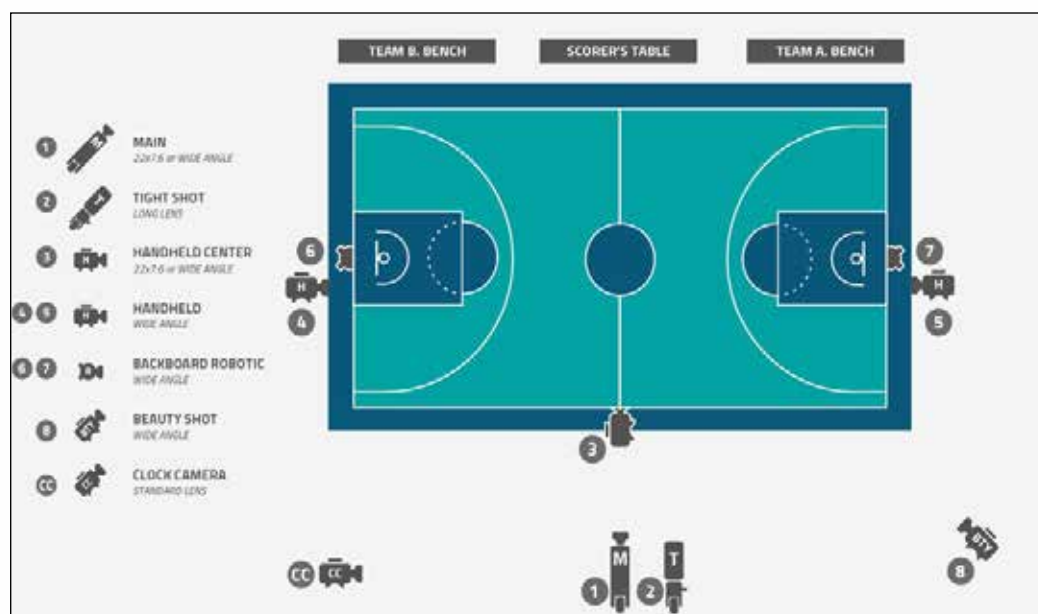 TEAM B. BENCH
SCORER'S TABLE
TEAM A. BENCH
1
MAIN
22x7.6 or WIDE ANGLE
2
TIGHT SHOT
LONG LENS
3
HANDHELD CENTER
22x7.6 or WIDE ANGLE
4 5
HANDHELD
WIDE ANGLE
6 7
BACKBOARD ROBOTIC
WIDE ANGLE
8
BEAUTY SHOT
WIDE ANGLE
CC
CLOCK CAMERA
STANDARD LENS
6
H
4
7
H
5
3
CC
CC
M
1
T
2
BTY
8